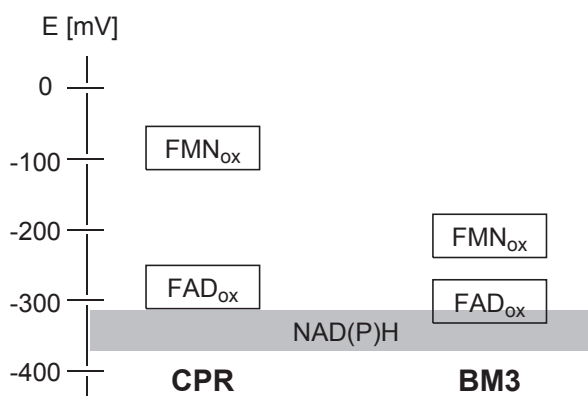 E [mV]
0
FMNox
-100
-200
FMNox
FADox
FADox
-300
NAD(P)H
-400
CPR
BM3